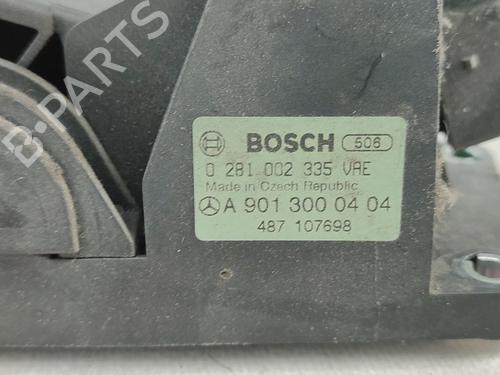 B-PARTS
BOSCH 506
0 281 002 335 VAE
Made in Czech Republic
A 901 300 04 04
487 107698